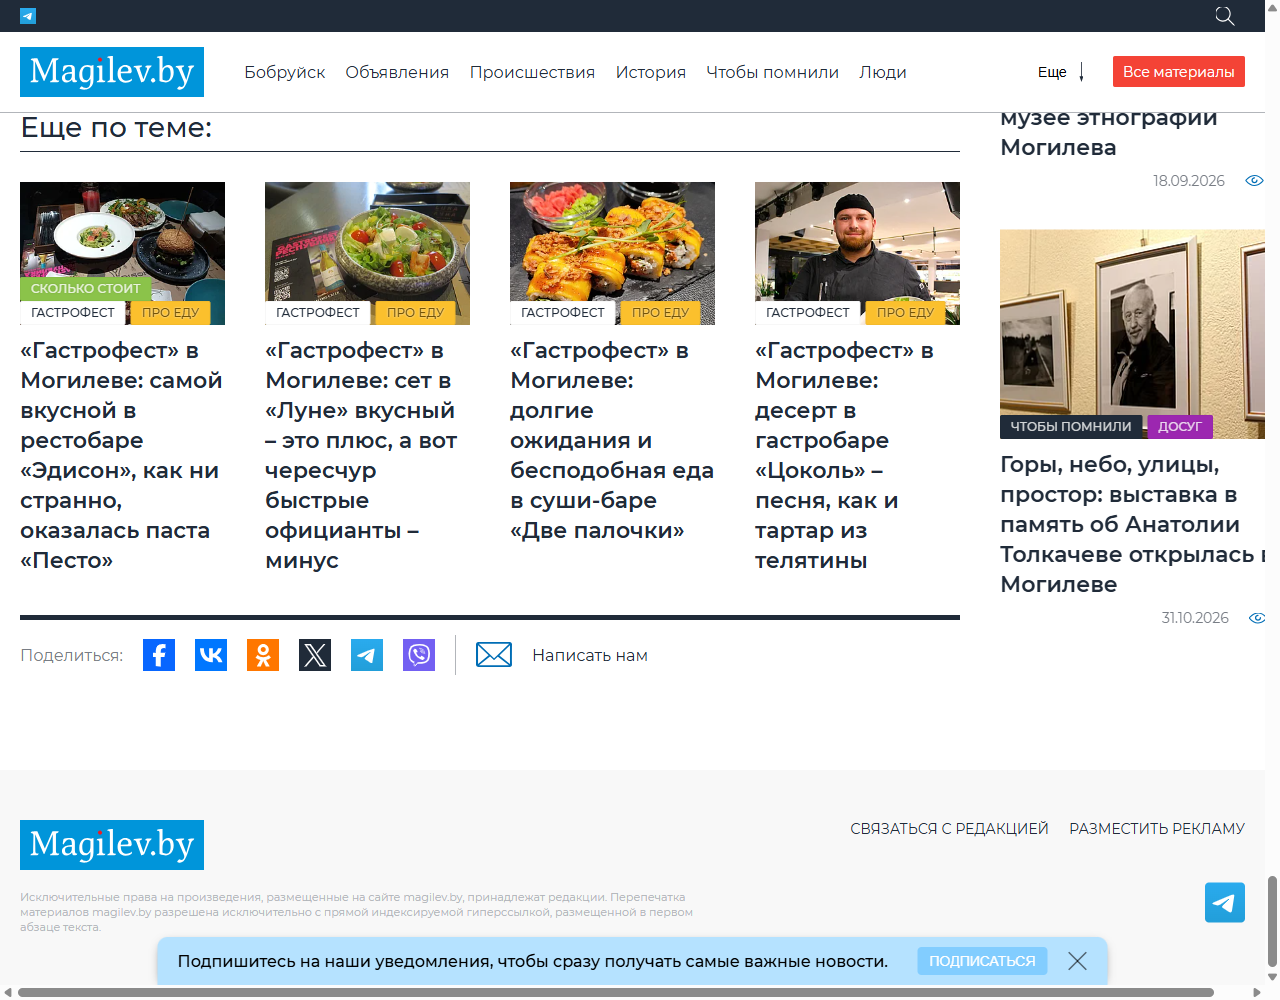 Magilev.by
Бобруйск
Объявления
Происшествия
История
Чтобы помнили
Люди
Еще
Все материалы
Еще по теме:
СКОЛЬКО СТОИТ
ГАСТРОФЕСТ
ПРО ЕДУ
«Гастрофест» в
Могилеве: самой
вкусной в
рестобаре
«Эдисон», как ни
странно,
оказалась паста
«Песто»
ГАСТРОФЕСТ
ПРО ЕДУ
«Гастрофест» в
Могилеве: сет в
«Луне» вкусный
– это плюс, а вот
чересчур
быстрые
официанты –
минус
ГАСТРОФЕСТ
ПРО ЕДУ
«Гастрофест» в
Могилеве:
долгие
ожидания и
бесподобная еда
в суши-баре
«Две палочки»
ГАСТРОФЕСТ
ПРО ЕДУ
«Гастрофест» в
Могилеве:
десерт в
гастробаре
«Цоколь» –
песня, как и
тартар из
телятины
музее этнографии
Могилева
18.09.2026
ЧТОБЫ ПОМНИЛИ
ДОСУГ
Горы, небо, улицы,
простор: выставка в
память об Анатолии
Толкачеве открылась в
Могилеве
31.10.2026
Поделиться:
Написать нам
Magilev.by
СВЯЗАТЬСЯ С РЕДАКЦИЕЙ
РАЗМЕСТИТЬ РЕКЛАМУ
Исключительные права на произведения, размещенные на сайте magilev.by, принадлежат редакции. Перепечатка
материалов magilev.by разрешена исключительно с прямой индексируемой гиперссылкой, размещенной в первом
абзаце текста.
Подпишитесь на наши уведомления, чтобы сразу получать самые важные новости.
ПОДПИСАТЬСЯ